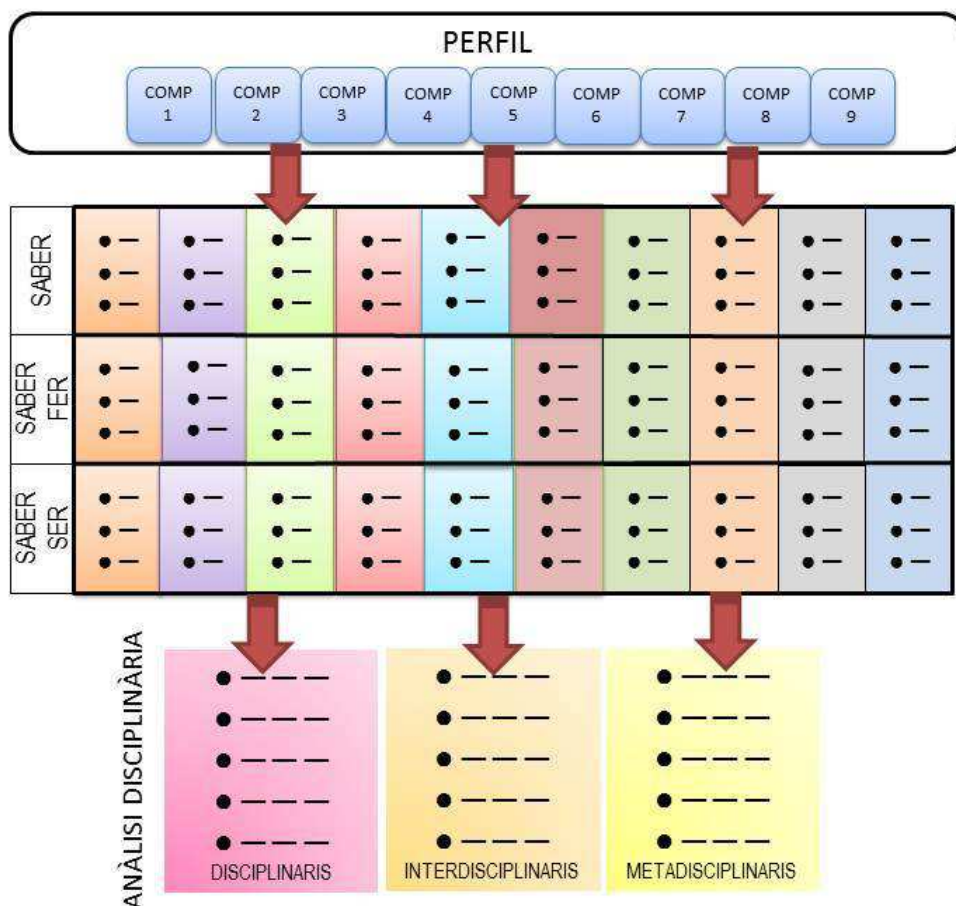 PERFIL
COMP COMP COMP COMP COMP COMP COMP COMP COMP
1 2 3 4 5 6 7 8 9
SABER
SABER
FER
SABER
SER
ANÀLISI DISCIPLINÀRIA
DISCIPLINARIS INTERDISCIPLINARIS METADISCIPLINARIS